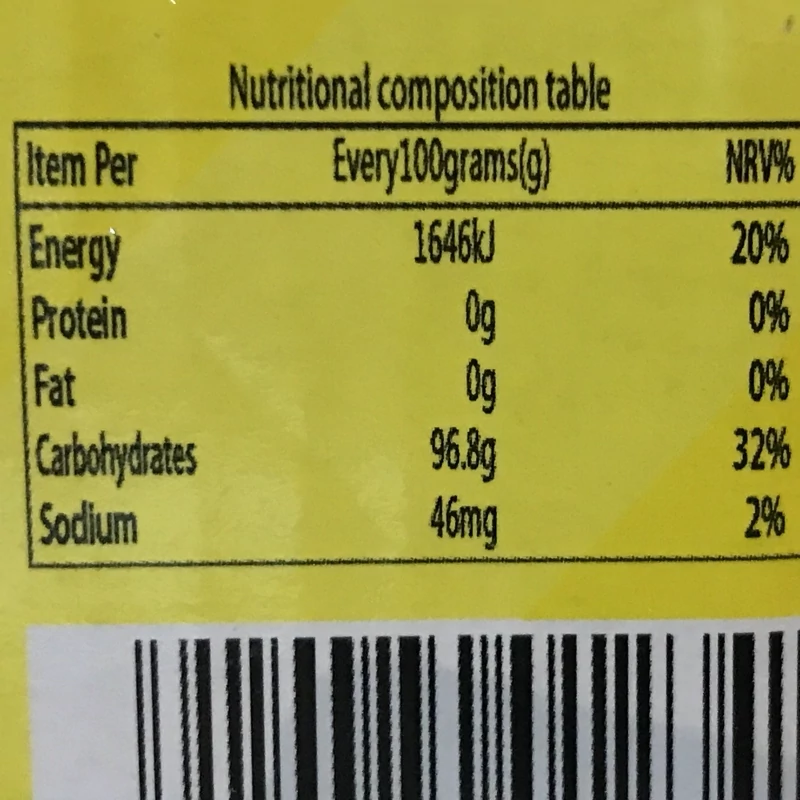 Nutritional composition table
Item Per Every100grams(g) NRV%
Energy 1646kJ 20%
Protein 0g 0%
Fat 0g 0%
Carbohydrates 96.8g 32%
Sodium 46mg 2%